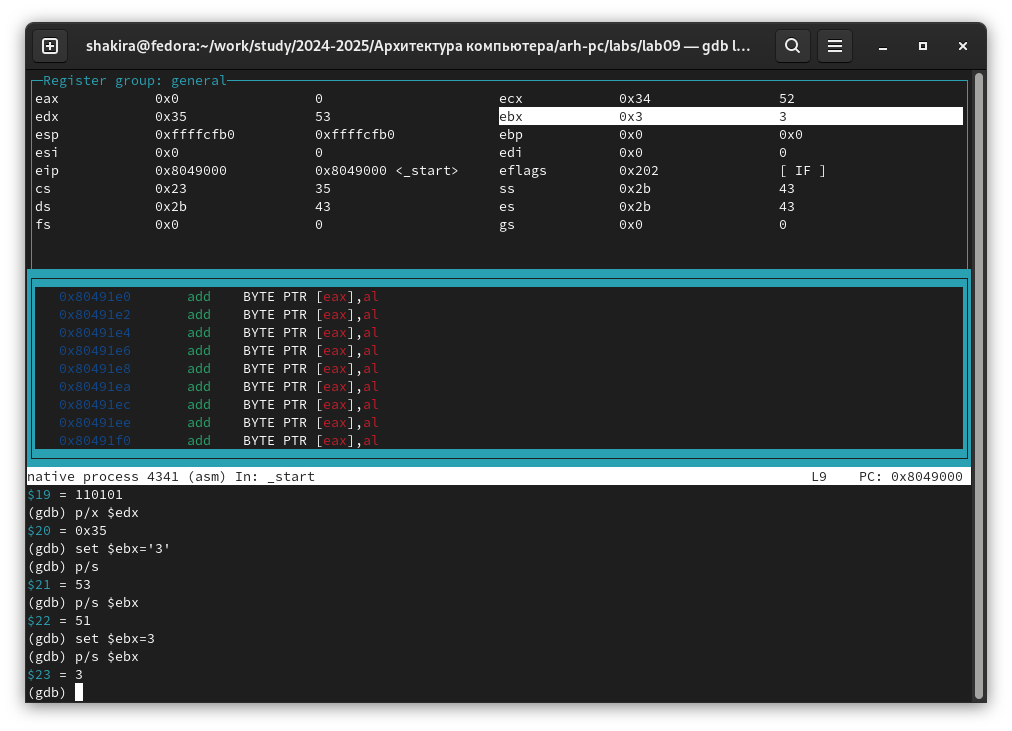 shakira@fedora:~/work/study/2024-2025/Архитектура компьютера/arh-pc/labs/lab09 — gdb l...
Register group: general
eax 0x0 0 ecx 0x34 52
edx 0x35 53 ebx 0x3 3
esp 0xffffcfb0 0xffffcfb0 ebp 0x0 0x0
esi 0x0 0 edi 0x0 0
eip 0x8049000 0x8049000 <_start> eflags 0x202 [ IF ]
cs 0x23 35 ss 0x2b 43
ds 0x2b 43 es 0x2b 43
fs 0x0 0 gs 0x0 0
0x80491e0 add BYTE PTR [eax],al
0x80491e2 add BYTE PTR [eax],al
0x80491e4 add BYTE PTR [eax],al
0x80491e6 add BYTE PTR [eax],al
0x80491e8 add BYTE PTR [eax],al
0x80491ea add BYTE PTR [eax],al
0x80491ec add BYTE PTR [eax],al
0x80491ee add BYTE PTR [eax],al
0x80491f0 add BYTE PTR [eax],al
native process 4341 (asm) In: _start L9 PC: 0x8049000
$19 = 110101
(gdb) p/x $edx
$20 = 0x35
(gdb) set $ebx='3'
(gdb) p/s
$21 = 53
(gdb) p/s $ebx
$22 = 51
(gdb) set $ebx=3
(gdb) p/s $ebx
$23 = 3
(gdb)